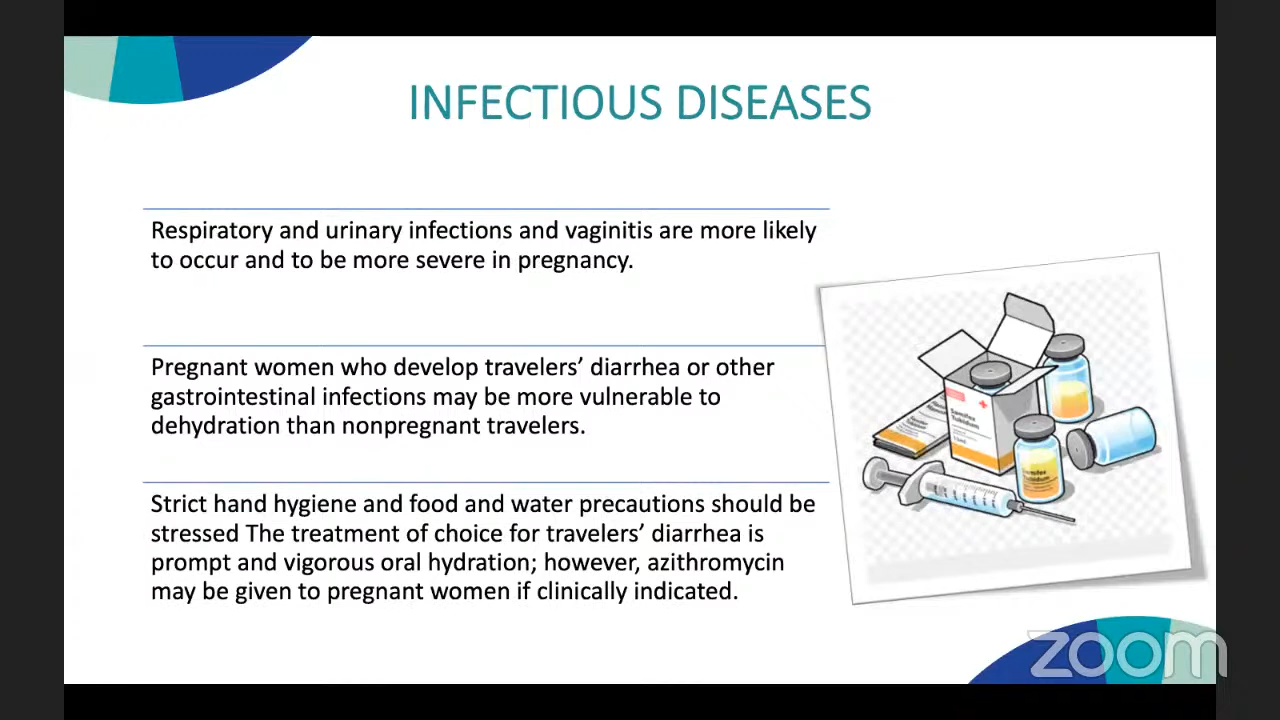 INFECTIOUS DISEASES
Respiratory and urinary infections and vaginitis are more likely
to occur and to be more severe in pregnancy.
Pregnant women who develop travelers’ diarrhea or other
gastrointestinal infections may be more vulnerable to
dehydration than nonpregnant travelers.
Strict hand hygiene and food and water precautions should be
stressed The treatment of choice for travelers’ diarrhea is
prompt and vigorous oral hydration; however, azithromycin
may be given to pregnant women if clinically indicated.
zoom